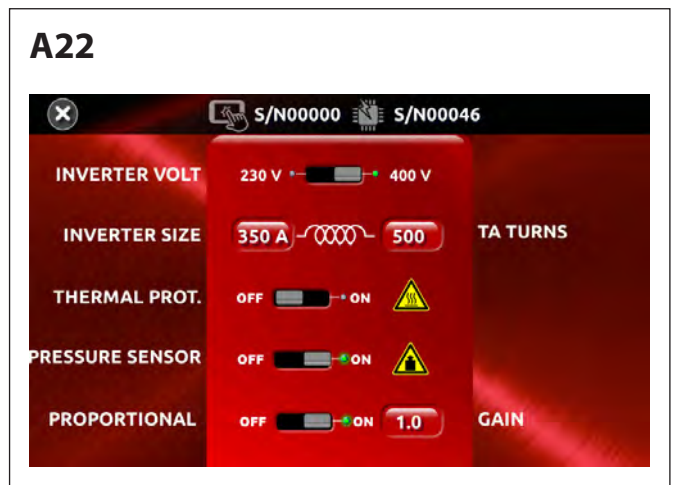 A22
S/N00000 S/N00046
INVERTER VOLT 230 V 400 V
INVERTER SIZE 350 A 500 TA TURNS
THERMAL PROT. OFF ON
PRESSURE SENSOR OFF ON
PROPORTIONAL OFF ON 1.0 GAIN